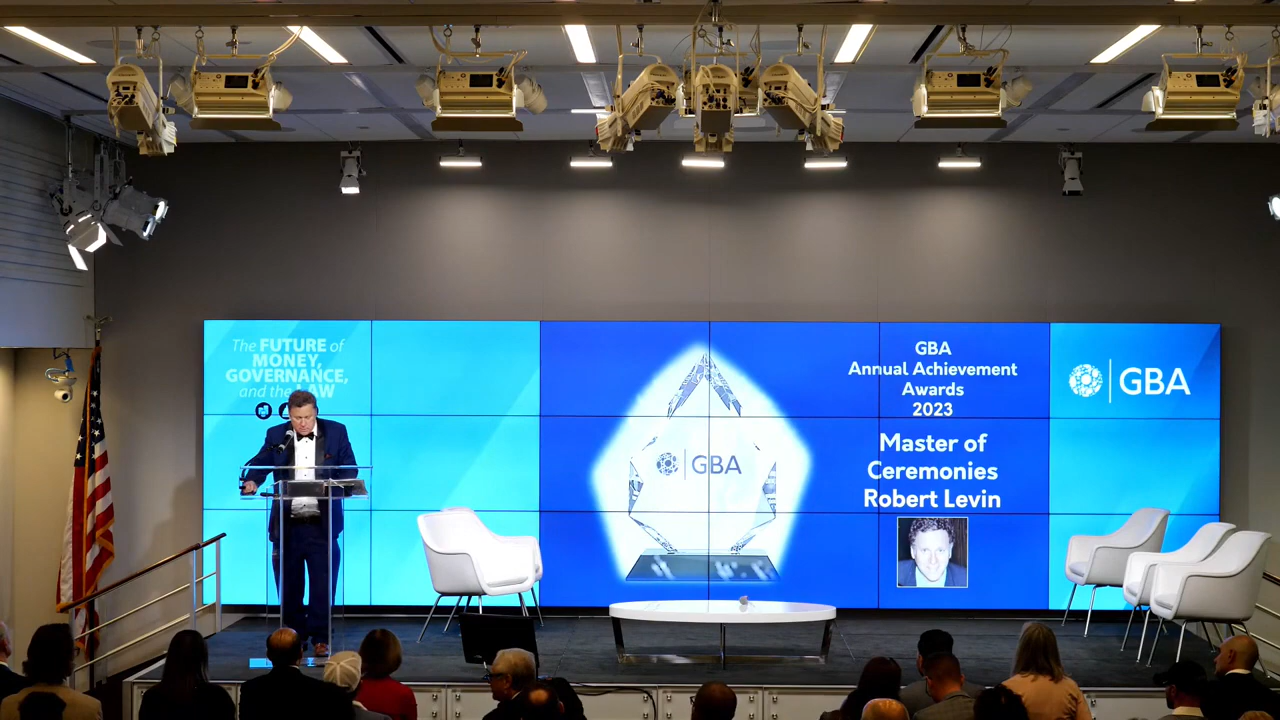 The FUTURE of
MONEY,
GOVERNANCE,
and the LAW
GBA
GBA
Annual Achievement
Awards
2023
Master of
Ceremonies
Robert Levin
GBA